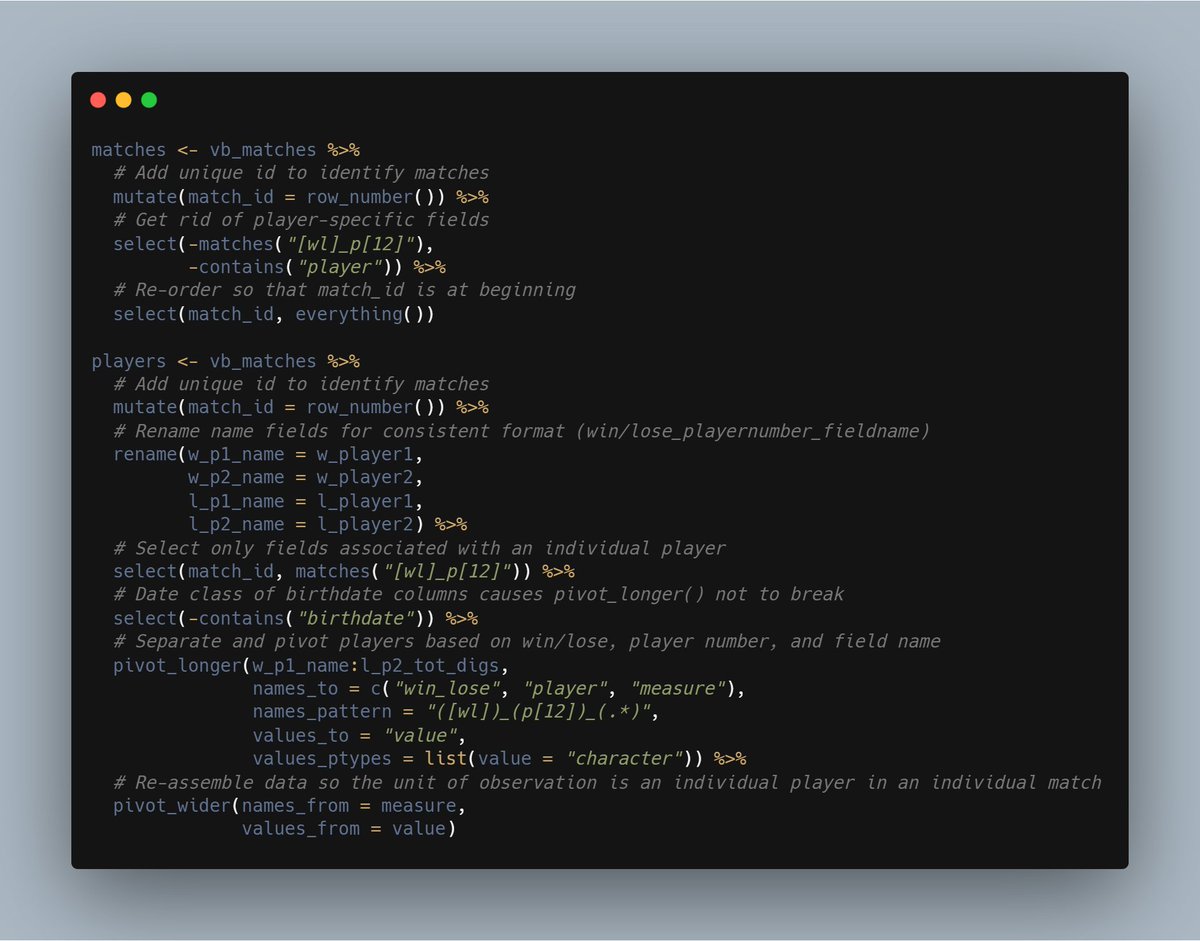 matches <- vb_matches %>%
  # Add unique id to identify matches
  mutate(match_id = row_number()) %>%
  # Get rid of player-specific fields
  select(-matches("[wl]_p[12]"),
         -contains("player")) %>%
  # Re-order so that match_id is at beginning
  select(match_id, everything())

players <- vb_matches %>%
  # Add unique id to identify matches
  mutate(match_id = row_number()) %>%
  # Rename name fields for consistent format (win/lose_playernumber_fieldname)
  rename(w_p1_name = w_player1,
         w_p2_name = w_player2,
         l_p1_name = l_player1,
         l_p2_name = l_player2) %>%
  # Select only fields associated with an individual player
  select(match_id, matches("[wl]_p[12]")) %>%
  # Date class of birthdate columns causes pivot_longer() not to break
  select(-contains("birthdate")) %>%
  # Separate and pivot players based on win/lose, player number, and field name
  pivot_longer(w_p1_name:l_p2_tot_digs,
               names_to = c("win_lose", "player", "measure"),
               names_pattern = "([wl])_(p[12])_(.*)",
               values_to = "value",
               values_ptypes = list(value = "character")) %>%
  # Re-assemble data so the unit of observation is an individual player in an individual match
  pivot_wider(names_from = measure,
              values_from = value)